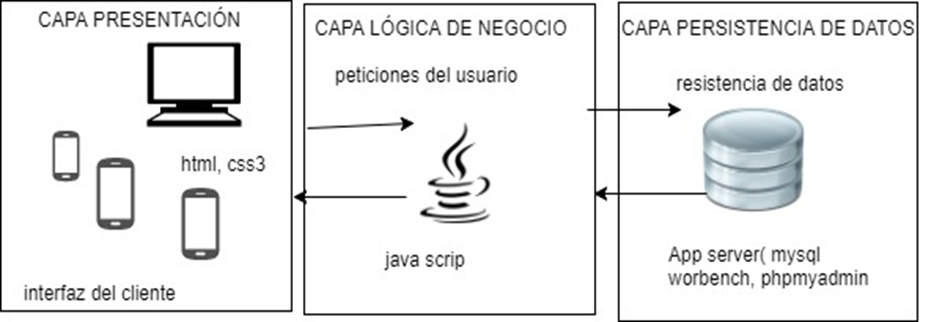 CAPA PRESENTACIÓN
html, css3
interfaz del cliente
CAPA LÓGICA DE NEGOCIO
peticiones del usuario
java scrip
CAPA PERSISTENCIA DE DATOS
resistencia de datos
App server( mysql
worbench, phpmyadmin